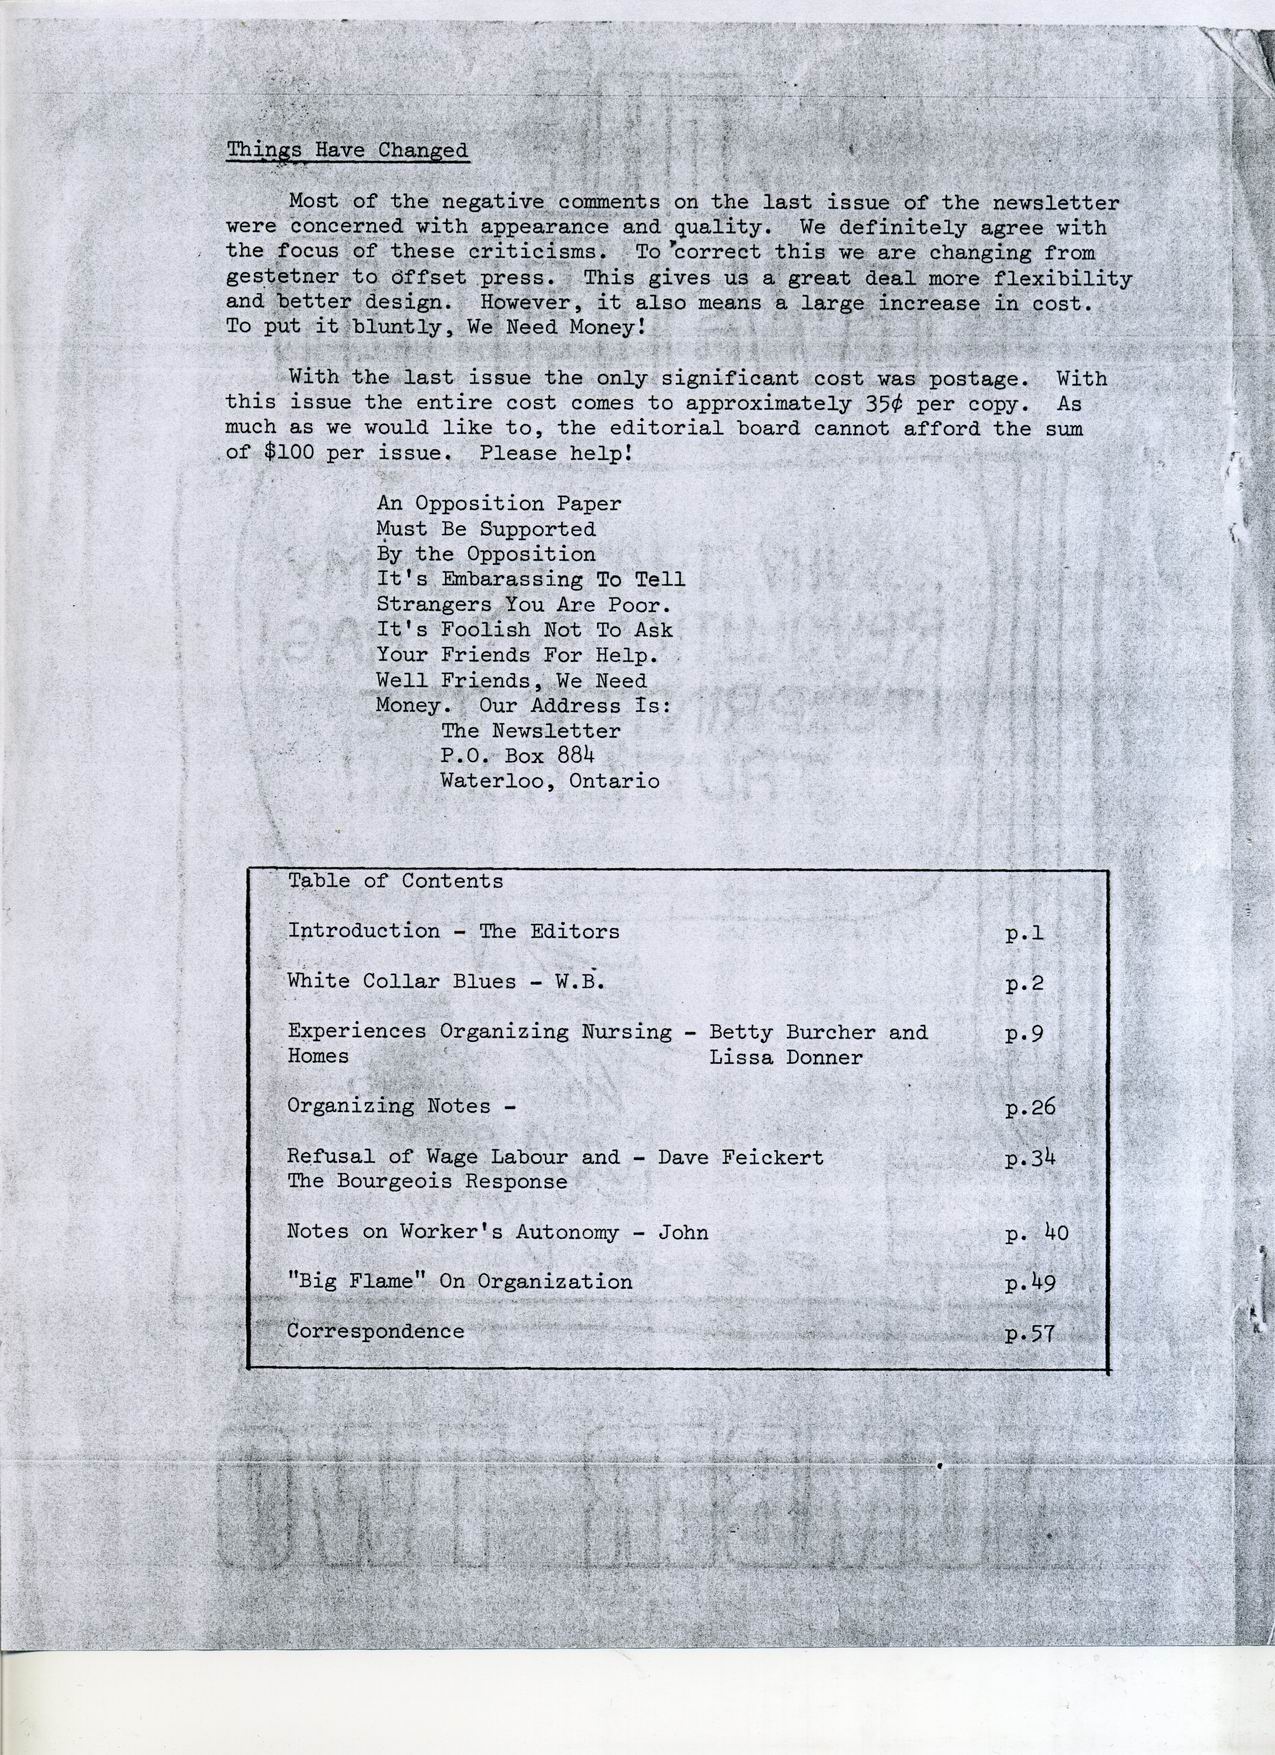 Things Have Changed
Most of the negative comments on the last issue of the newsletter
were concerned with appearance and quality. We definitely agree with
the focus of these criticisms. To correct this we are changing from
gestetner to offset press. This gives us a great deal more flexibility
and better design. However, it also means a large increase in cost.
To put it bluntly, We Need Money!
With the last issue the only significant cost was postage. With
this issue the entire cost comes to approximately 35¢ per copy. As
much as we would like to, the editorial board cannot afford the sum
of $100 per issue. Please help!
An Opposition Paper
Must Be Supported
By the Opposition
It's Embarassing To Tell
Strangers You Are Poor.
It's Foolish Not To Ask
Your Friends For Help.
Well Friends, We Need
Money. Our Address Is:
The Newsletter
P.O. Box 884
Waterloo, Ontario
Table of Contents
Introduction - The Editors p.1
White Collar Blues - W.B. p.2
Experiences Organizing Nursing - Betty Burcher and p.9
Homes Lissa Donner
Organizing Notes - p.26
Refusal of Wage Labour and - Dave Feickert p.34
The Bourgeois Response
Notes on Worker's Autonomy - John p. 40
"Big Flame" On Organization p.49
Correspondence p.57